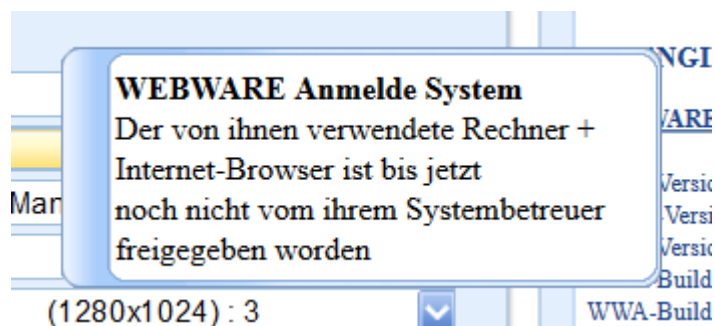 WEBWARE Anmelde System
Der von ihnen verwendete Rechner +
Internet-Browser ist bis jetzt
noch nicht vom ihrem Systembetreuer
freigegeben worden
(1280x1024) : 3
WWA-Build